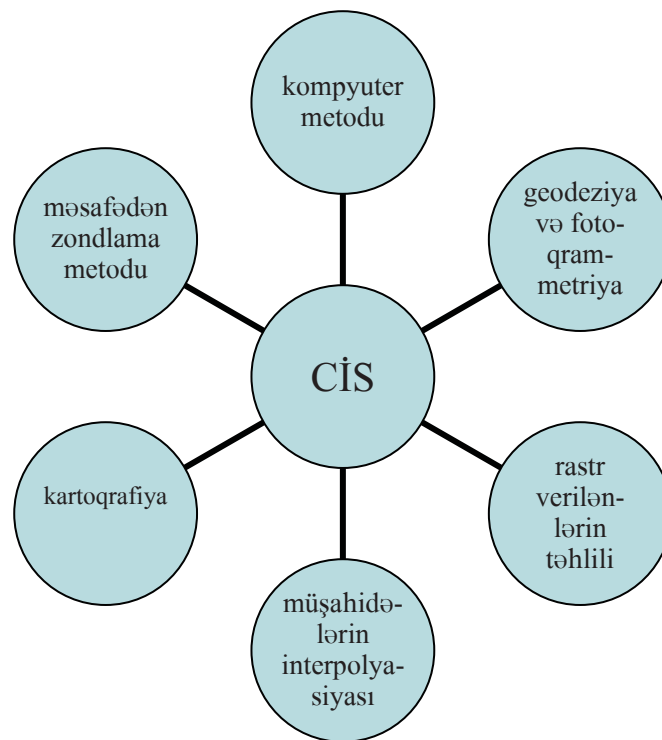 kompyuter
metodu
məsafədən
zondlama
metodu
geodeziya
və foto-
qram-
metriya
CİS
kartoqrafiya
rastr
verilən-
lərin
təhlili
müşahidə-
lərin
interpolya-
siyası